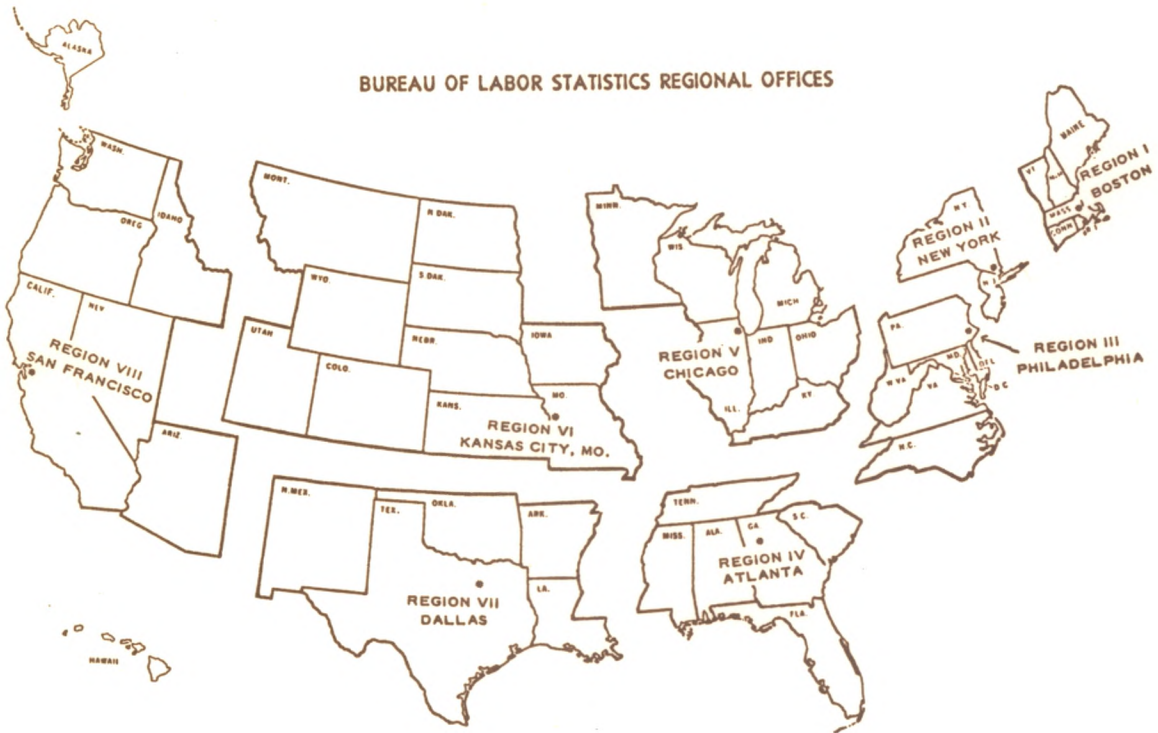 ALASKA
BUREAU OF LABOR STATISTICS REGIONAL OFFICES
WASH.
OREG
IDAHO
CALIF.
NEV
REGION VIII
SAN FRANCISCO
ARIZ
HAWAII
MONT.
N DAK.
S DAK.
WYO.
UTAH
COLO.
NEBR.
KANS.
IOWA
MO.
REGION VI
KANSAS CITY, MO.
MINN.
WIS
MICH
IND
OHIO
ILL.
KY
REGION V
CHICAGO
N.MEX.
TEX.
OKLA.
ARK.
LA.
REGION VII
DALLAS
TENN.
MISS.
ALA.
GA
S.C.
FLA.
REGION IV
ATLANTA
MAINE
VT
N.H.
MASS.
CONN
R.I.
REGION I
BOSTON
N.Y.
N.J.
REGION II
NEW YORK
PA.
MD.
DEL
D.C.
W VA
VA
N.C.
REGION III
PHILADELPHIA